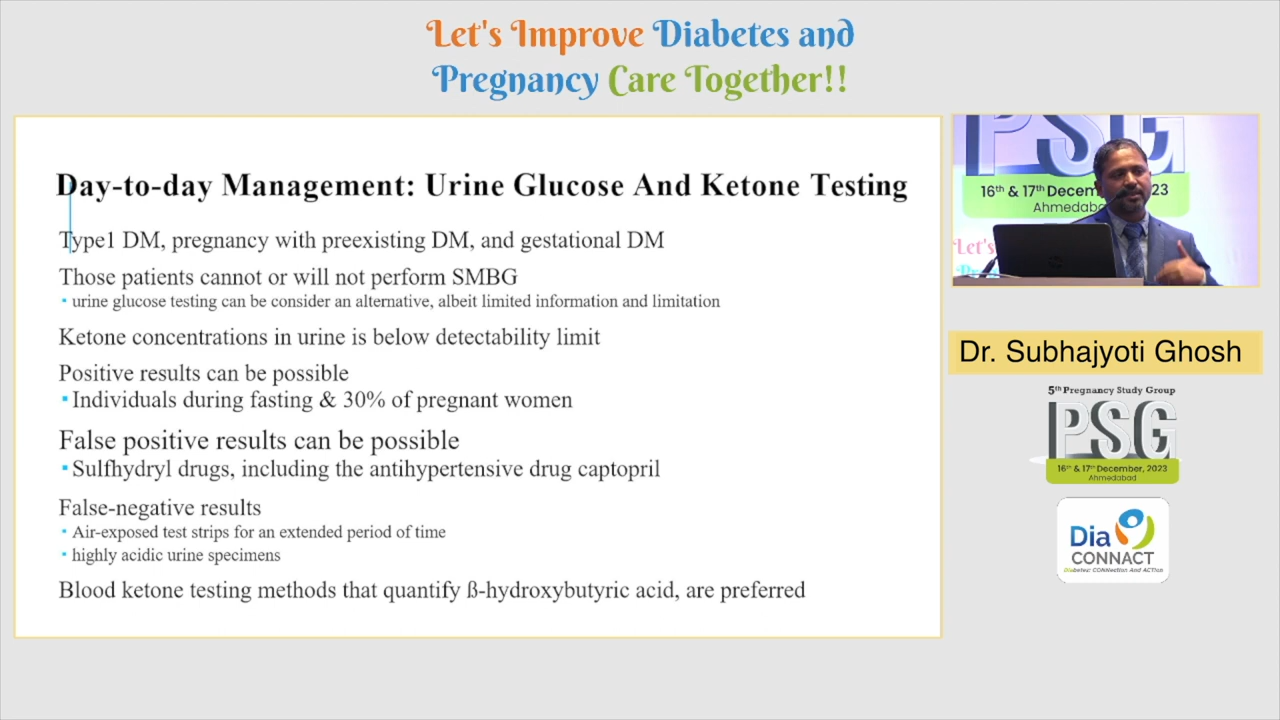 Let's Improve Diabetes and
Pregnancy Care Together!!
Day-to-day Management: Urine Glucose And Ketone Testing
Type1 DM, pregnancy with preexisting DM, and gestational DM
Those patients cannot or will not perform SMBG
▪ urine glucose testing can be consider an alternative, albeit limited information and limitation
Ketone concentrations in urine is below detectability limit
Positive results can be possible
▪ Individuals during fasting & 30% of pregnant women
False positive results can be possible
▪ Sulfhydryl drugs, including the antihypertensive drug captopril
False-negative results
▪ Air-exposed test strips for an extended period of time
▪ highly acidic urine specimens
Blood ketone testing methods that quantify ß-hydroxybutyric acid, are preferred
PSG
16th & 17th Decem 23
Ahmedaba
Let's
Dr. Subhajyoti Ghosh
5th Pregnancy Study Group
PSG
16th & 17th December, 2023
Ahmedabad
Dia
CONNACT
Diabetes: CONNection And ACTion